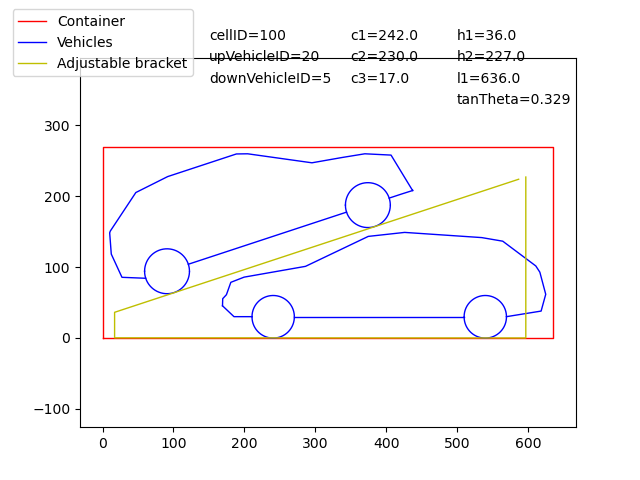 Container
Vehicles
Adjustable bracket
cellID=100 c1=242.0 h1=36.0
upVehicleID=20 c2=230.0 h2=227.0
downVehicleID=5 c3=17.0 l1=636.0
tanTheta=0.329
300
200
100
0
−100
0 100 200 300 400 500 600